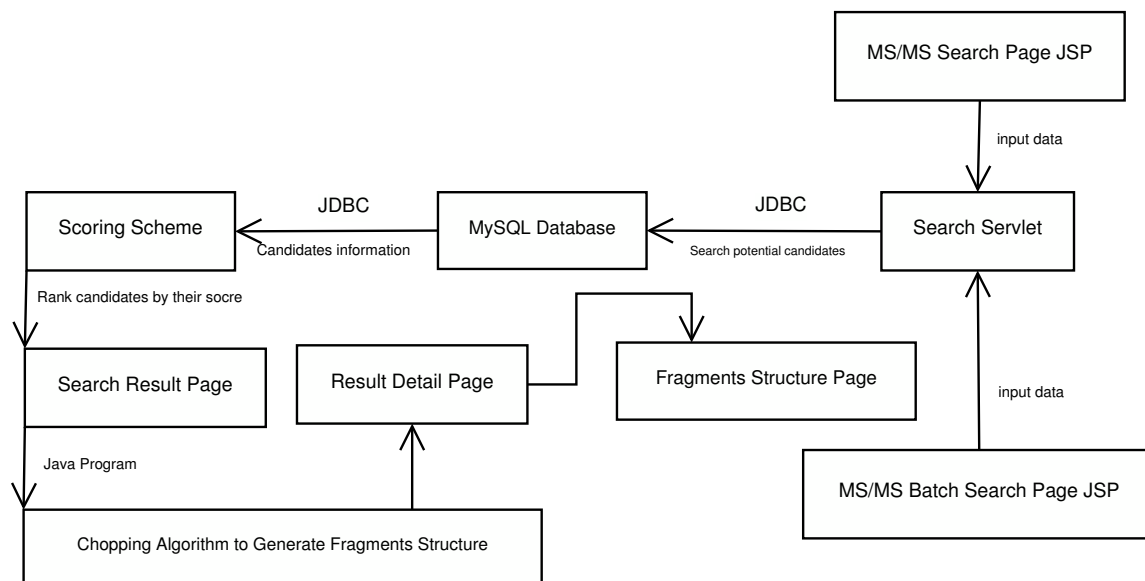 MS/MS Search Page JSP
input data
Scoring Scheme
JDBC
Candidates information
MySQL Database
JDBC
Search potential candidates
Search Servlet
Rank candidates by their socre
Search Result Page
Result Detail Page
Fragments Structure Page
input data
Java Program
MS/MS Batch Search Page JSP
Chopping Algorithm to Generate Fragments Structure